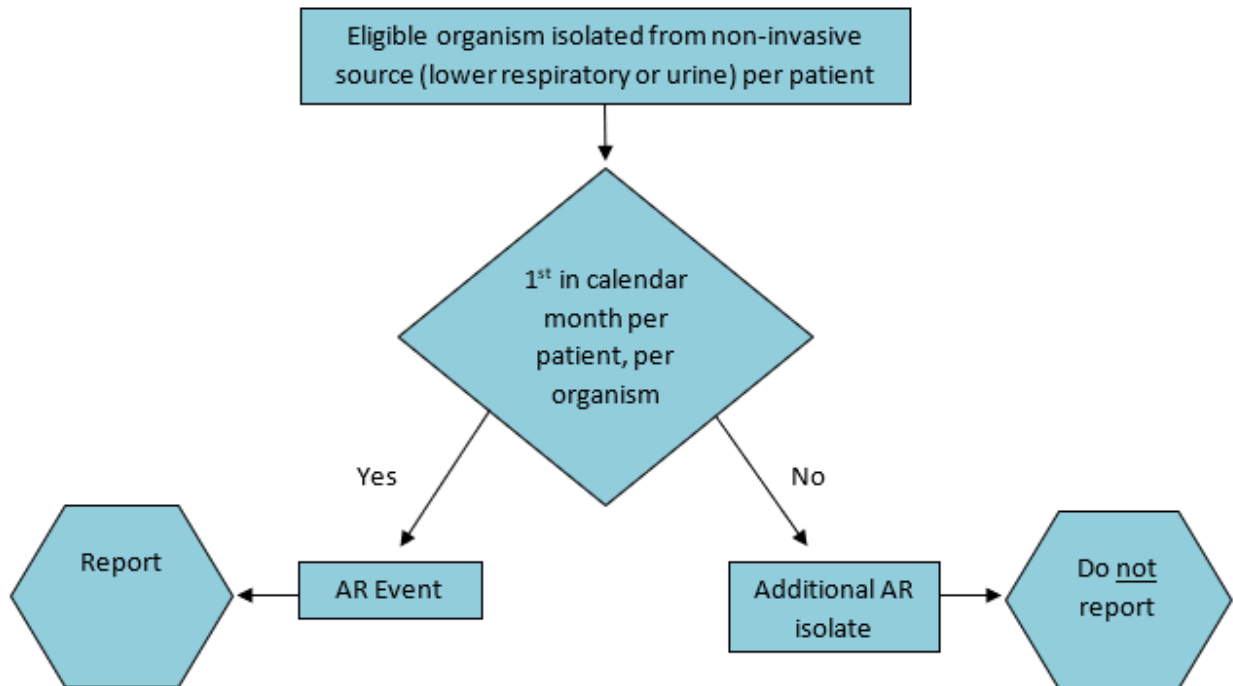 Eligible organism isolated from non-invasive
source (lower respiratory or urine) per patient
1st in calendar
month per
patient, per
organism
Yes
No
Report
AR Event
Additional AR
isolate
Do not
report